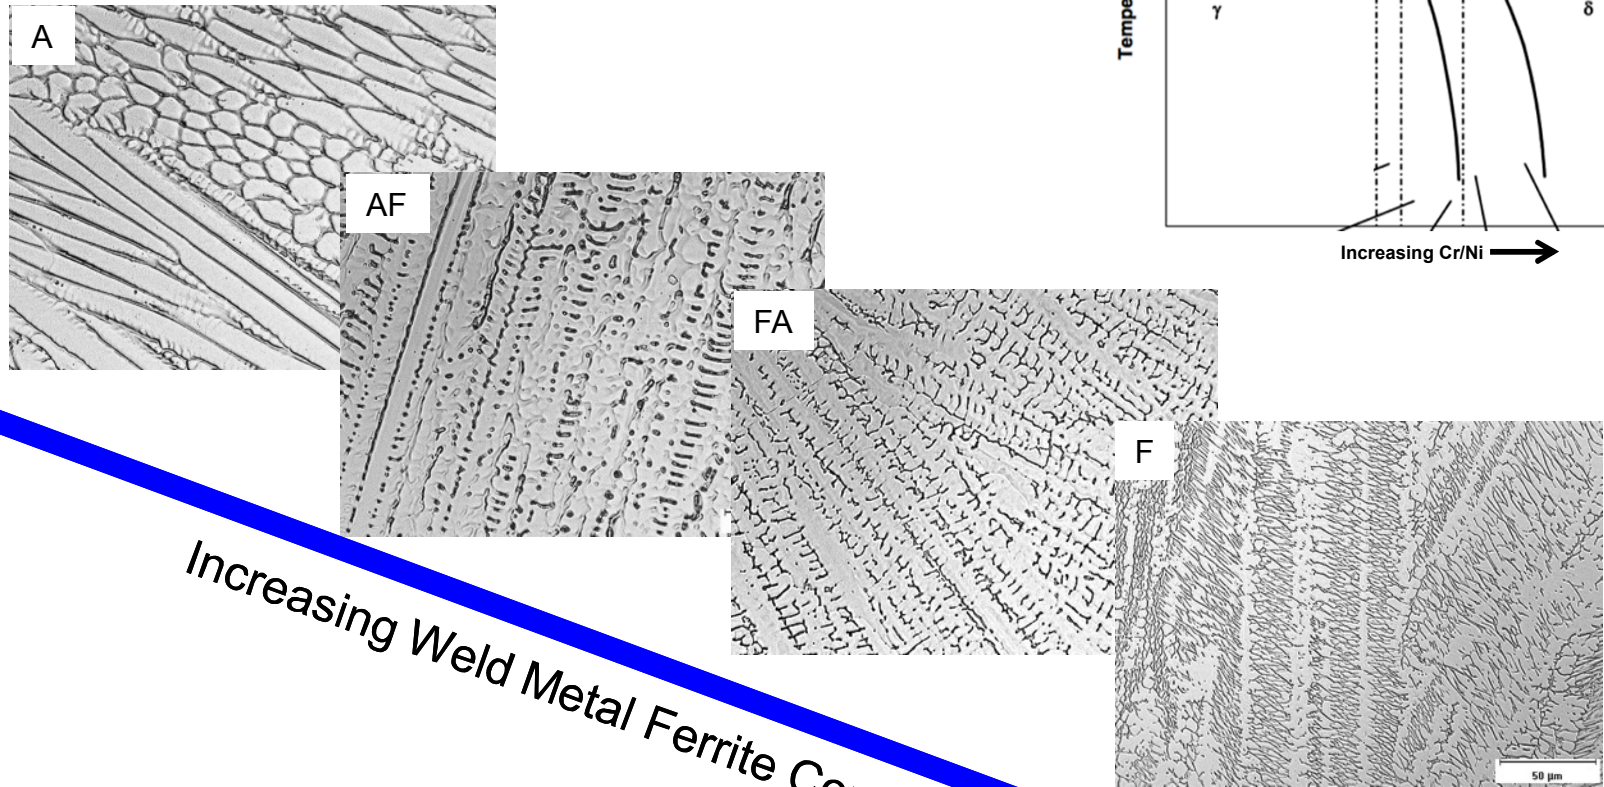 A
γ
δ
AF
Increasing Cr/Ni
FA
F
Increasing Weld Metal Ferrite
50 µm